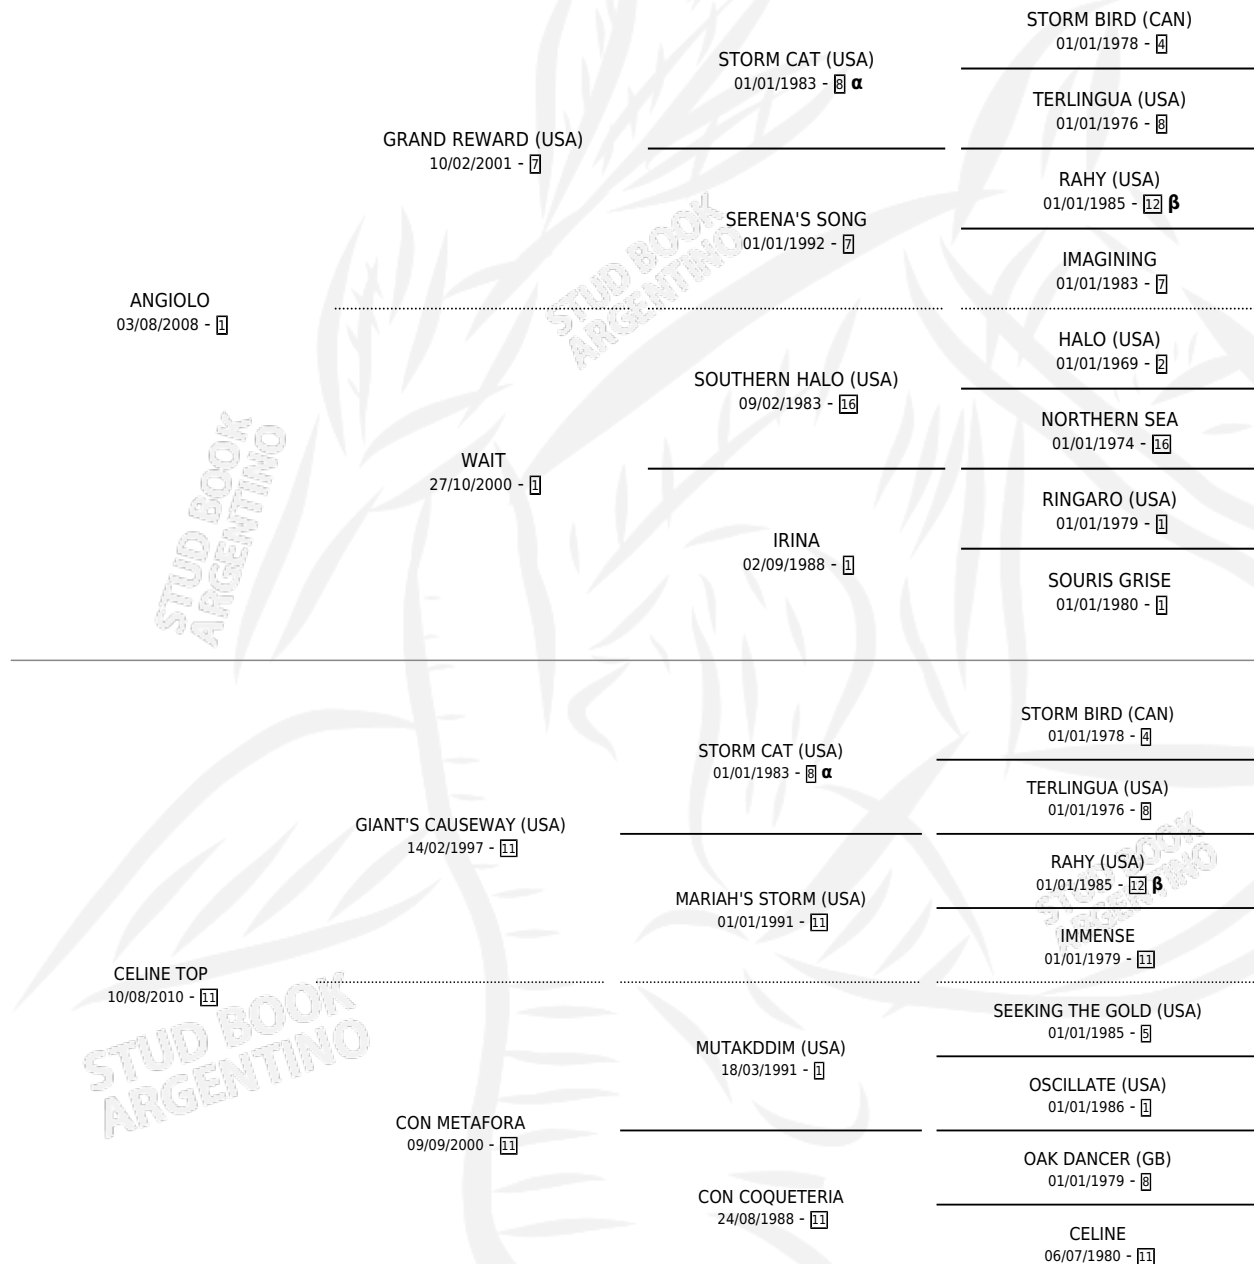 STORM BIRD (CAN)
01/01/1978 - 4
STORM CAT (USA)
01/01/1983 - 8 α
TERLINGUA (USA)
01/01/1976 - 8
GRAND REWARD (USA)
10/02/2001 - 7
RAHY (USA)
01/01/1985 - 12 β
SERENA'S SONG
01/01/1992 - 7
IMAGINING
01/01/1983 - 7
ANGIOLO
03/08/2008 - 1
HALO (USA)
01/01/1969 - 2
SOUTHERN HALO (USA)
09/02/1983 - 16
NORTHERN SEA
01/01/1974 - 16
WAIT
27/10/2000 - 1
RINGARO (USA)
01/01/1979 - 1
IRINA
02/09/1988 - 1
SOURIS GRISE
01/01/1980 - 1
STORM BIRD (CAN)
01/01/1978 - 4
STORM CAT (USA)
01/01/1983 - 8 α
TERLINGUA (USA)
01/01/1976 - 8
GIANT'S CAUSEWAY (USA)
14/02/1997 - 11
RAHY (USA)
01/01/1985 - 12 β
MARIAH'S STORM (USA)
01/01/1991 - 11
IMMENSE
01/01/1979 - 11
CELINE TOP
10/08/2010 - 11
SEEKING THE GOLD (USA)
01/01/1985 - 5
MUTAKDDIM (USA)
18/03/1991 - 1
OSCILLATE (USA)
01/01/1986 - 1
CON METAFORA
09/09/2000 - 11
OAK DANCER (GB)
01/01/1979 - 8
CON COQUETERIA
24/08/1988 - 11
CELINE
06/07/1980 - 11
STUD BOOK
ARGENTINO
STUD BOOK
ARGENTINO
STUD BOOK
ARGENTINO
STUD BOOK
ARGENTINO